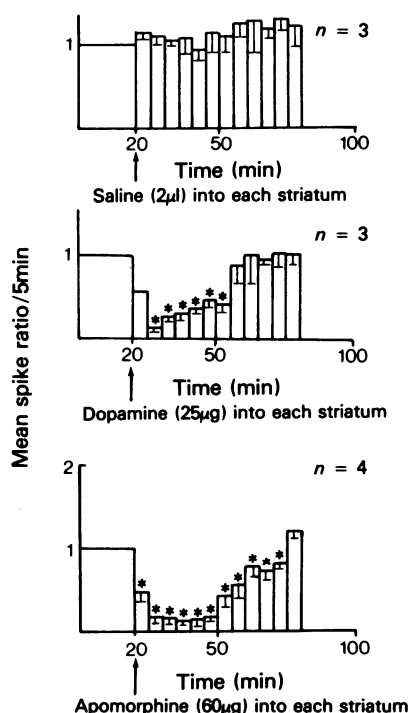 Mean spike ratio/5min
n = 3
1
20 50 100
Time (min)
Saline (2µl) into each striatum
n = 3
1
* * * * * *
20 50 100
Time (min)
Dopamine (25µg) into each striatum
2
n = 4
1
* * * * * * * * * * *
20 50 100
Time (min)
Apomorphine (60µg) into each striatum